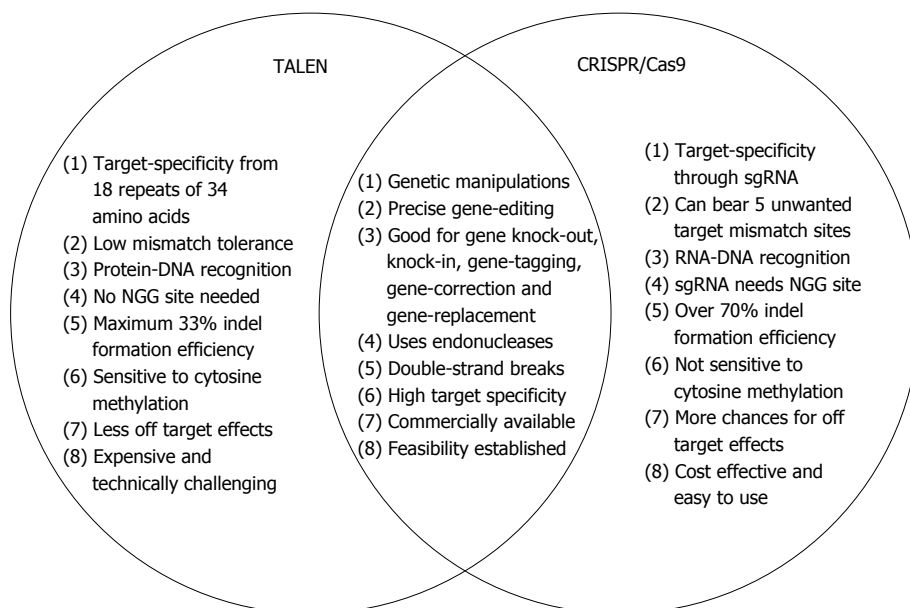 TALEN
CRISPR/Cas9
(1) Target-specificity from
18 repeats of 34
amino acids
(2) Low mismatch tolerance
(3) Protein-DNA recognition
(4) No NGG site needed
(5) Maximum 33% indel
formation efficiency
(6) Sensitive to cytosine
methylation
(7) Less off target effects
(8) Expensive and
technically challenging
(1) Genetic manipulations
(2) Precise gene-editing
(3) Good for gene knock-out,
knock-in, gene-tagging,
gene-correction and
gene-replacement
(4) Uses endonucleases
(5) Double-strand breaks
(6) High target specificity
(7) Commercially available
(8) Feasibility established
(1) Target-specificity
through sgRNA
(2) Can bear 5 unwanted
target mismatch sites
(3) RNA-DNA recognition
(4) sgRNA needs NGG site
(5) Over 70% indel
formation efficiency
(6) Not sensitive to
cytosine methylation
(7) More chances for off
target effects
(8) Cost effective and
easy to use